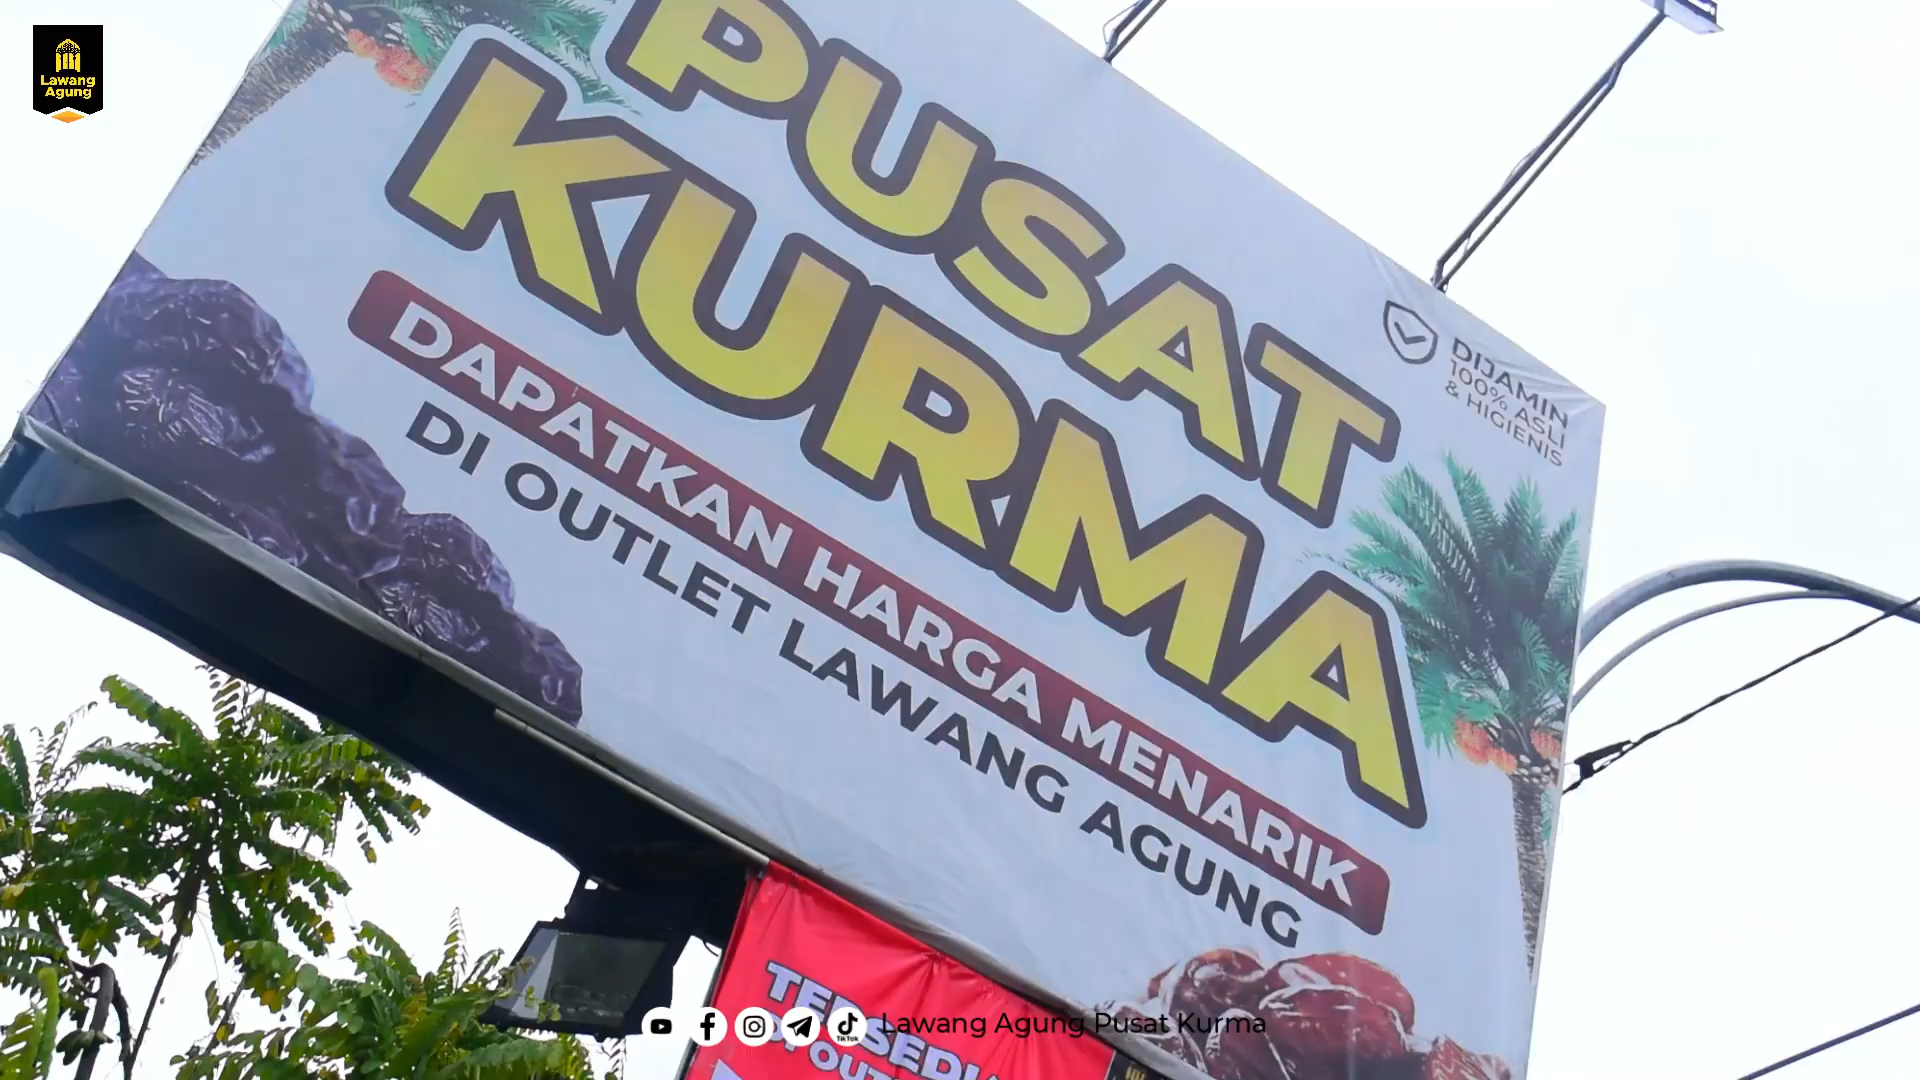 Lawang
Agung
PUSAT
KURMA
DAPATKAN HARGA MENARIK
DI OUTLET LAWANG AGUNG
DIJAMIN
100% ASLI
& HIGIENIS
TikTok
Lawang Agung Pusat Kurma